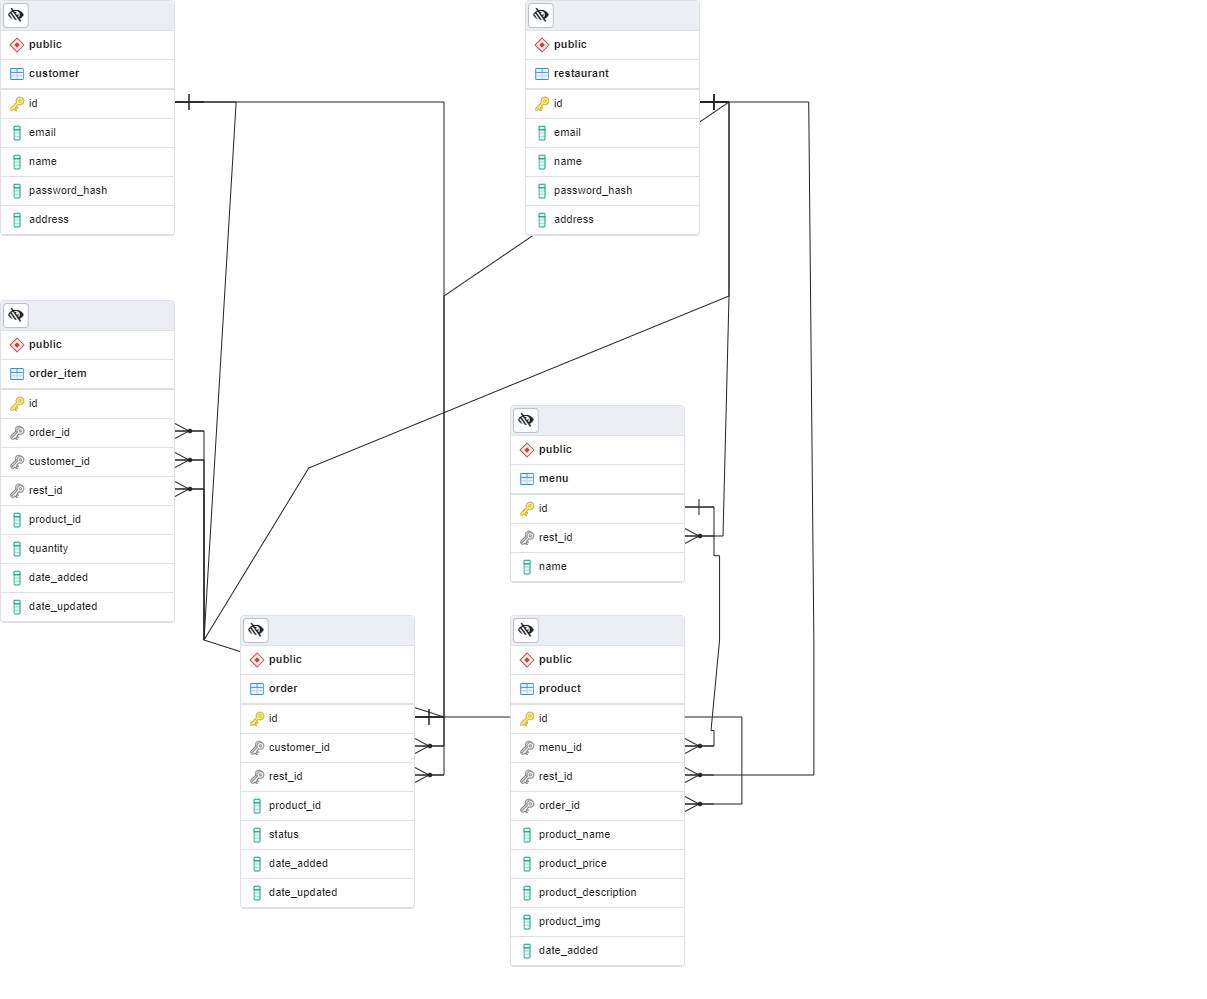 public
customer
id
email
name
password_hash
address
public
restaurant
id
email
name
password_hash
address
public
order_item
id
order_id
customer_id
rest_id
product_id
quantity
date_added
date_updated
public
menu
id
rest_id
name
public
order
id
customer_id
rest_id
product_id
status
date_added
date_updated
public
product
id
menu_id
rest_id
order_id
product_name
product_price
product_description
product_img
date_added